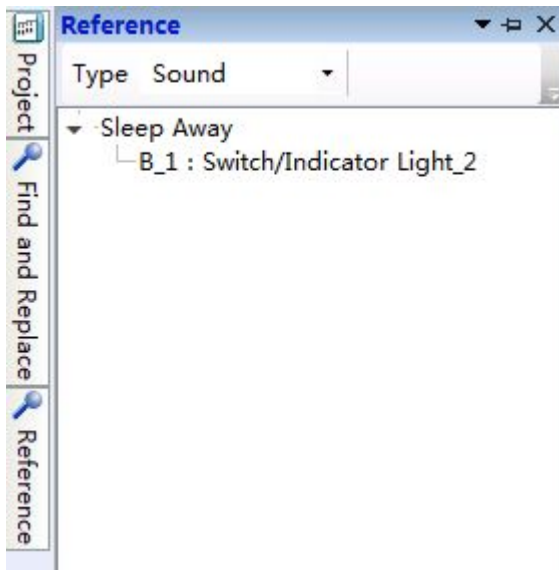 Reference
Type Sound
Sleep Away
B_1 : Switch/Indicator Light_2
Project
Find and Replace
Reference